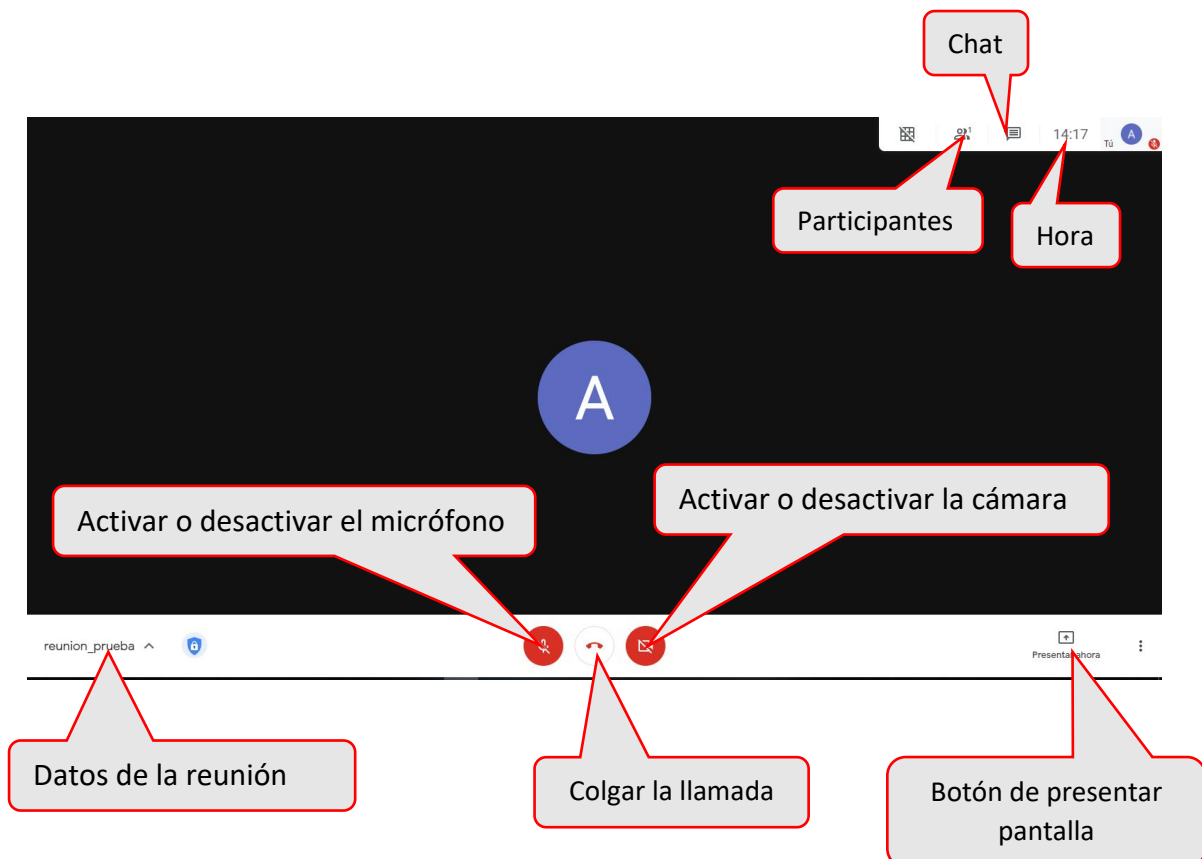 Chat
1
14:17
Tú
A
Participantes
Hora
A
Activar o desactivar el micrófono
Activar o desactivar la cámara
reunion_prueba
Presentar ahora
Datos de la reunión
Colgar la llamada
Botón de presentar
pantalla